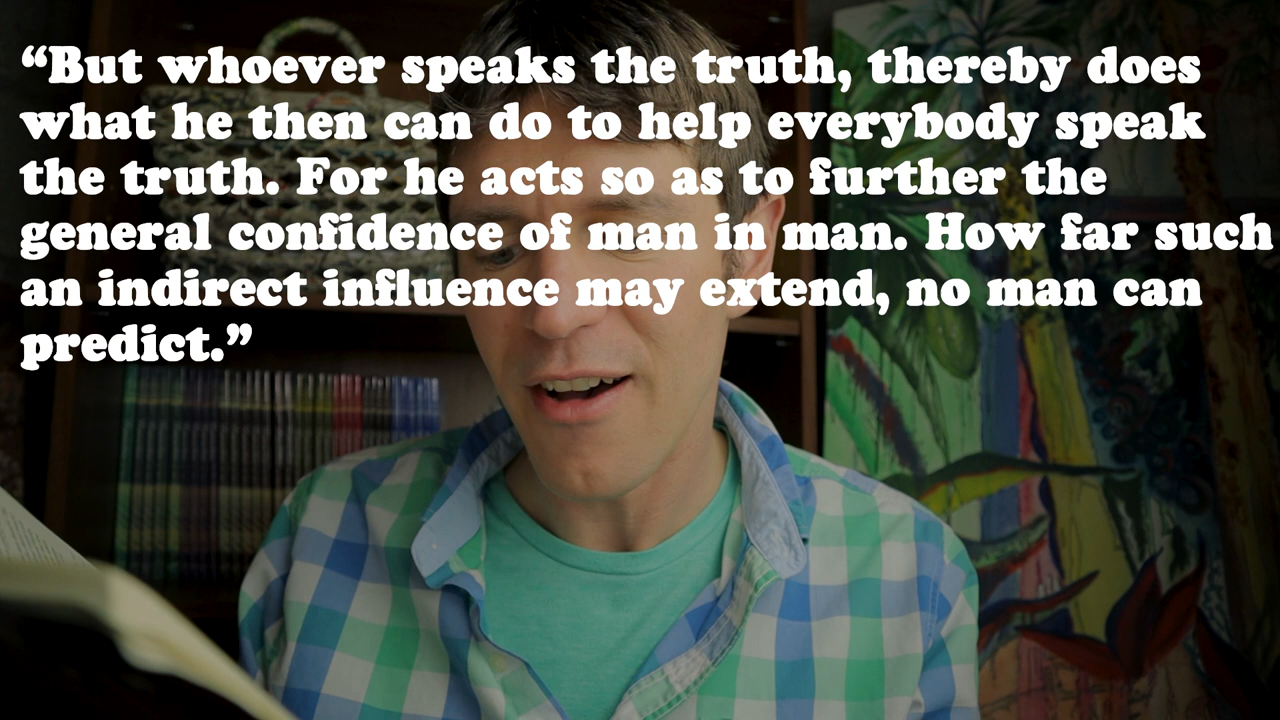 “But whoever speaks the truth, thereby does
what he then can do to help everybody speak
the truth. For he acts so as to further the
general confidence of man in man. How far such
an indirect influence may extend, no man can
predict.”